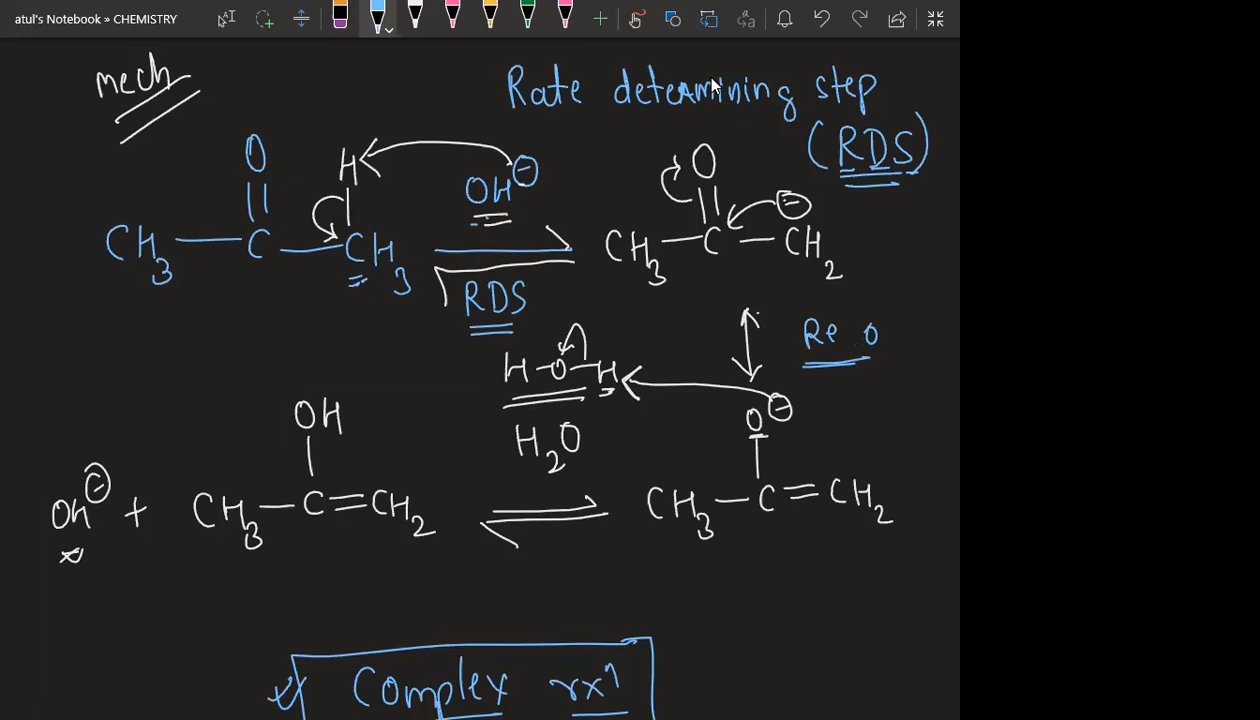 atul's Notebook » CHEMISTRY
mech
Rate determining step
(RDS)
O
H
OH⊖
O
CH3 — C — CH3
CH3 — C — CH2
⊖
RDS
Re o
H-O-H
H2O
O⊖
OH
OH⊖ + CH3—C=CH2
CH3—C=CH2
Complex rxn